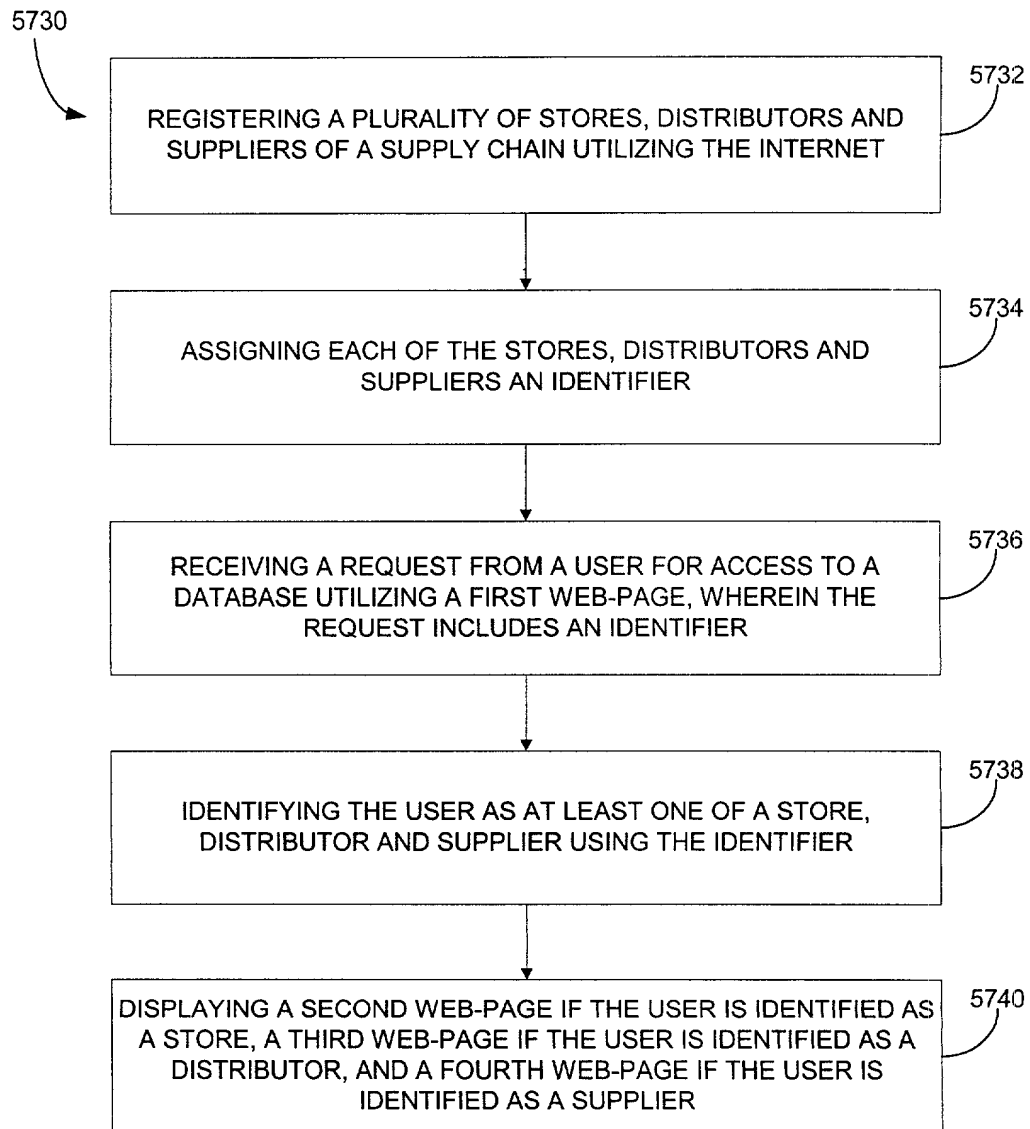 5730
5732
REGISTERING A PLURALITY OF STORES, DISTRIBUTORS AND
SUPPLIERS OF A SUPPLY CHAIN UTILIZING THE INTERNET
5734
ASSIGNING EACH OF THE STORES, DISTRIBUTORS AND
SUPPLIERS AN IDENTIFIER
5736
RECEIVING A REQUEST FROM A USER FOR ACCESS TO A
DATABASE UTILIZING A FIRST WEB-PAGE, WHEREIN THE
REQUEST INCLUDES AN IDENTIFIER
5738
IDENTIFYING THE USER AS AT LEAST ONE OF A STORE,
DISTRIBUTOR AND SUPPLIER USING THE IDENTIFIER
5740
DISPLAYING A SECOND WEB-PAGE IF THE USER IS IDENTIFIED AS
A STORE, A THIRD WEB-PAGE IF THE USER IS IDENTIFIED AS A
DISTRIBUTOR, AND A FOURTH WEB-PAGE IF THE USER IS
IDENTIFIED AS A SUPPLIER